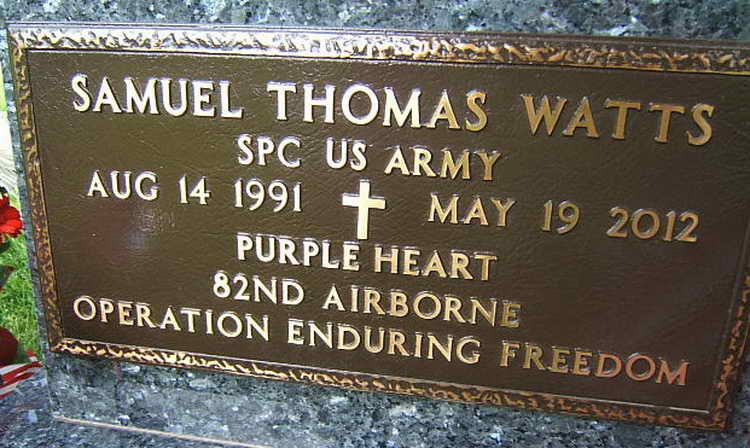 SAMUEL THOMAS WATTS
SPC US ARMY
AUG 14 1991 MAY 19 2012
PURPLE HEART
82ND AIRBORNE
OPERATION ENDURING FREEDOM